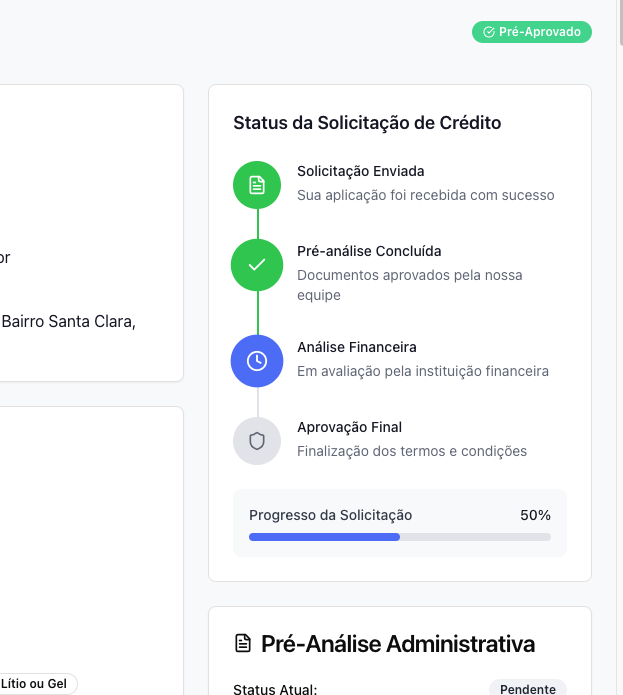 Pré-Aprovado
or
Bairro Santa Clara,
Lítio ou Gel
Status da Solicitação de Crédito
Solicitação Enviada
Sua aplicação foi recebida com sucesso
Pré-análise Concluída
Documentos aprovados pela nossa
equipe
Análise Financeira
Em avaliação pela instituição financeira
Aprovação Final
Finalização dos termos e condições
Progresso da Solicitação 50%
Pré-Análise Administrativa
Status Atual: Pendente